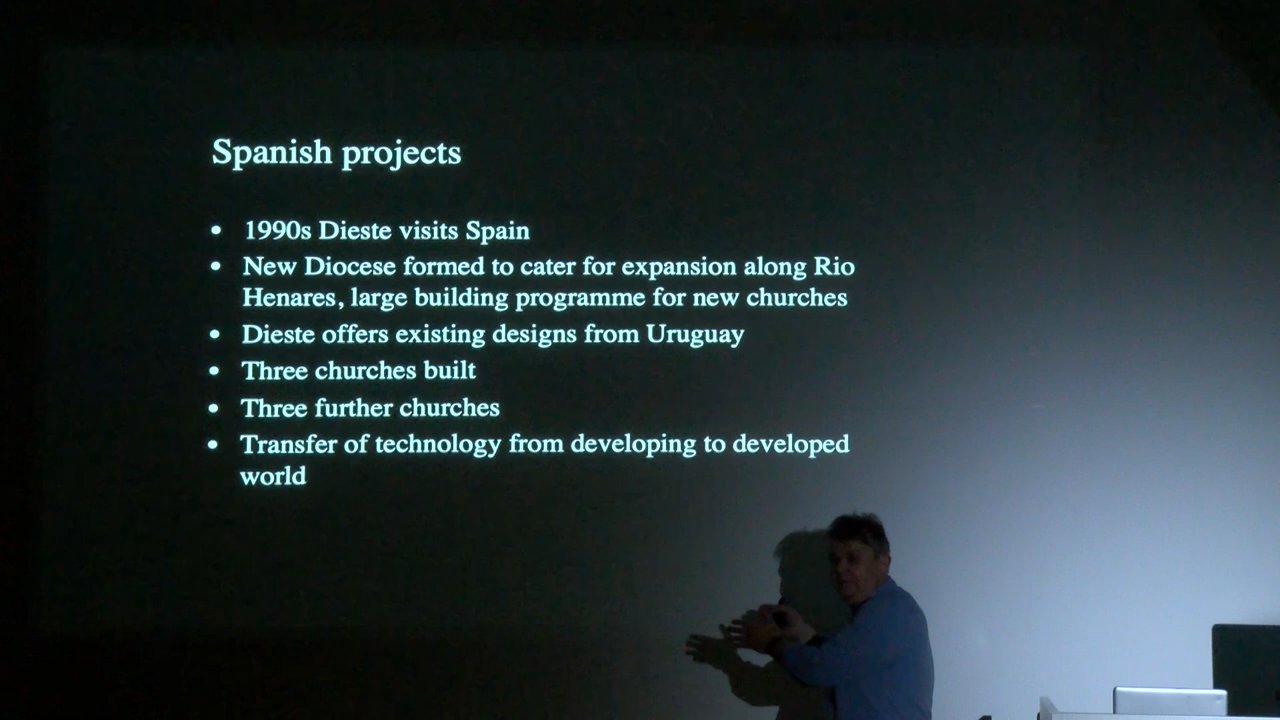 Spanish projects
• 1990s Dieste visits Spain
• New Diocese formed to cater for expansion along Rio
Henares, large building programme for new churches
• Dieste offers existing designs from Uruguay
• Three churches built
• Three further churches
• Transfer of technology from developing to developed
world